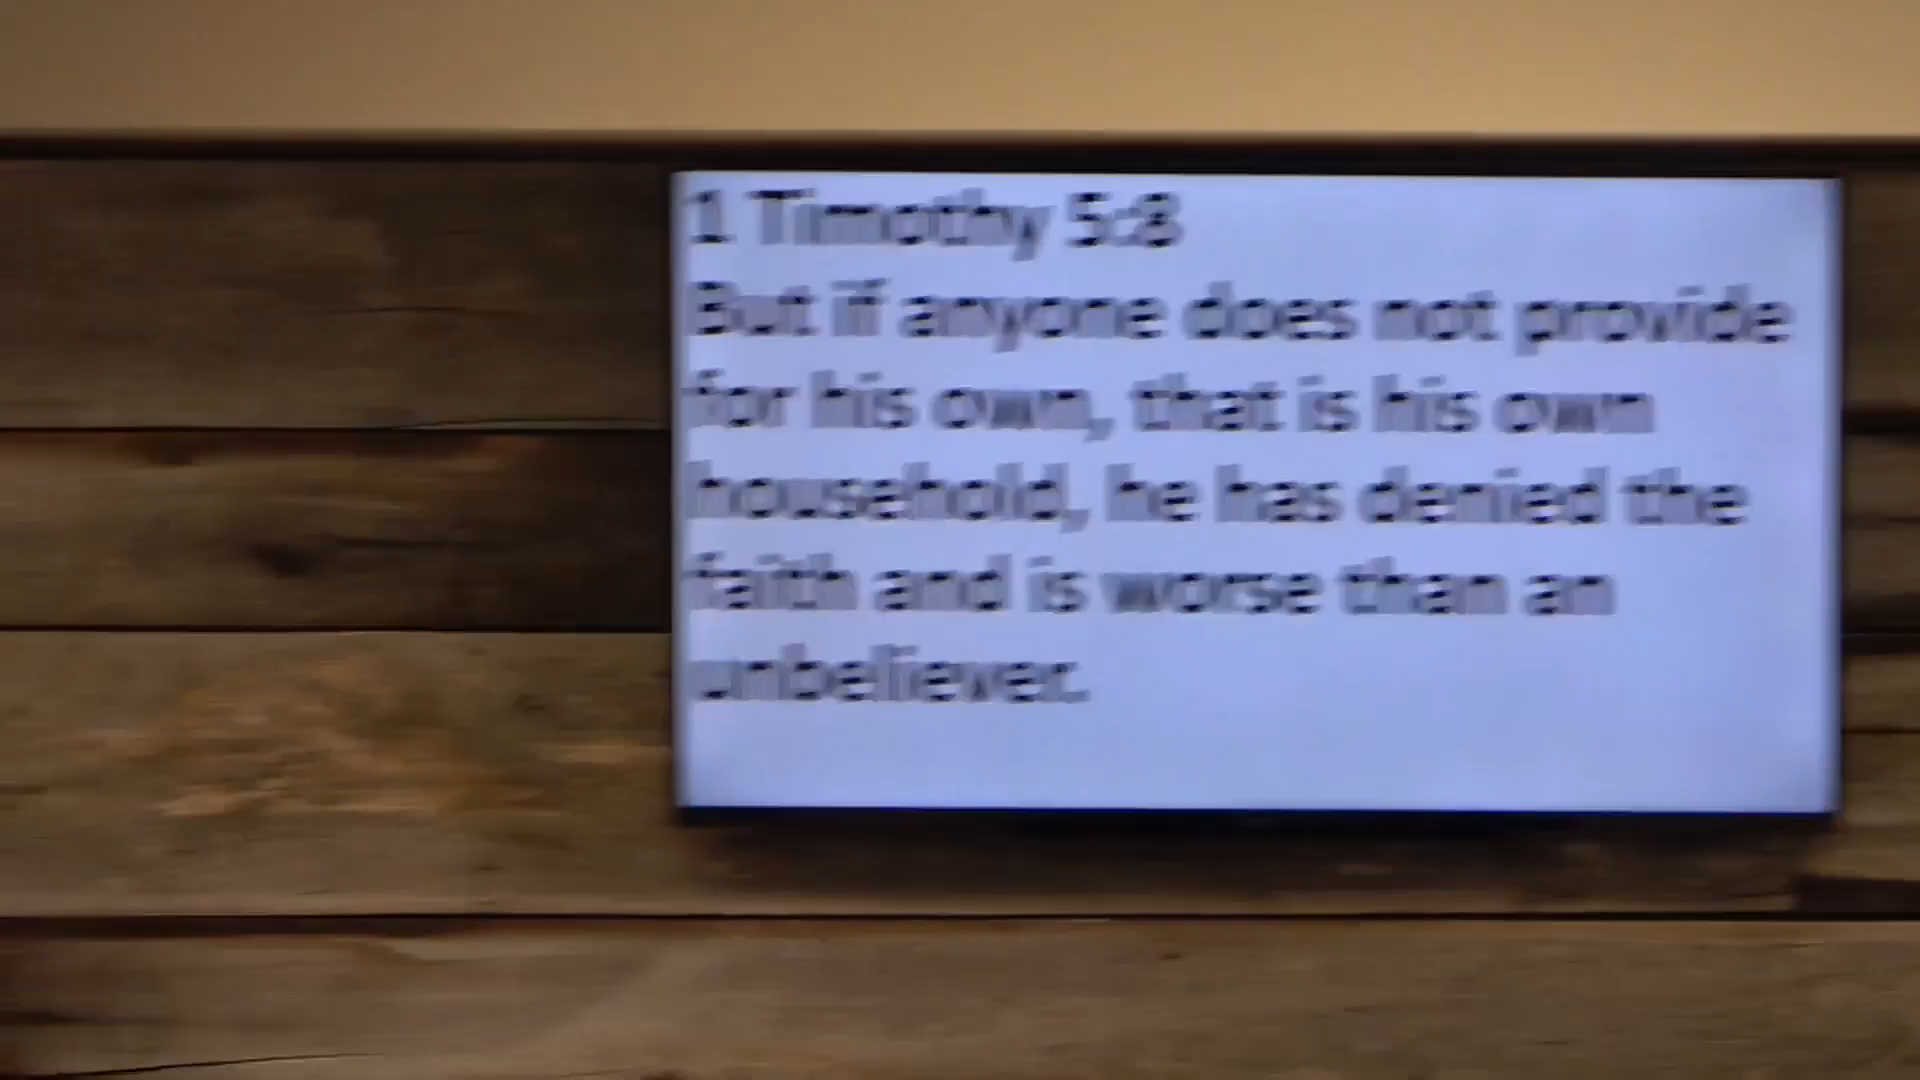 1 Timothy 5:8
But if anyone does not provide
for his own, that is his own
household, he has denied the
faith and is worse than an
unbeliever.